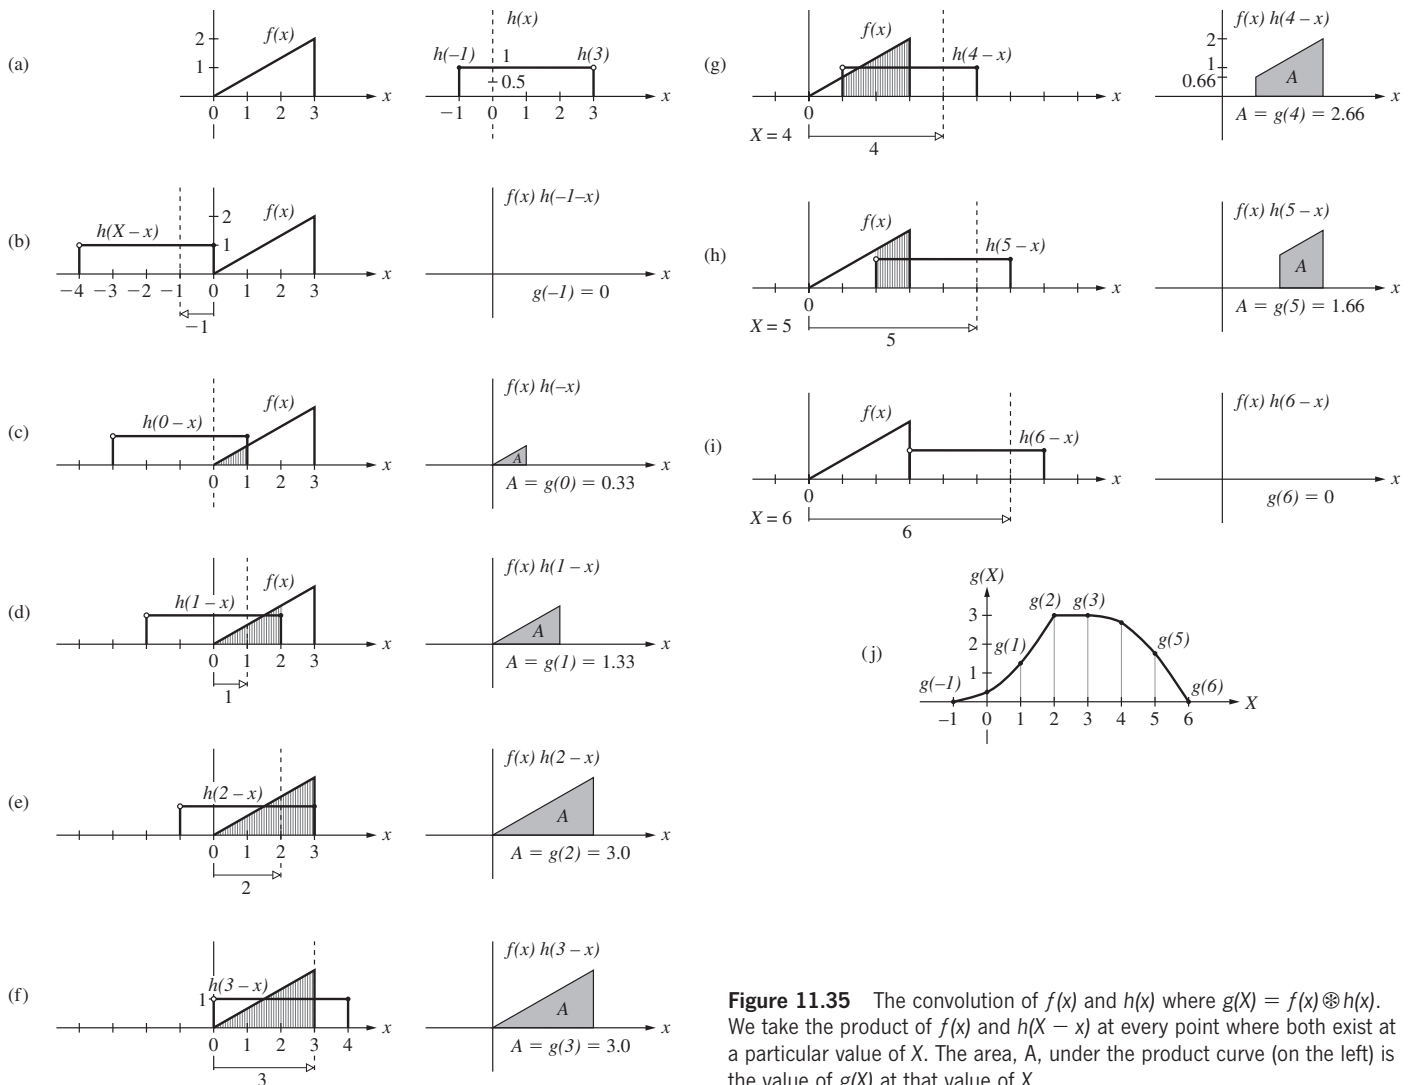 (a)
f(x)
2
1
0 1 2 3
x
h(x)
h(−1) 1 h(3)
0.5
−1 0 1 2 3
x
(b)
h(X – x)
2
f(x)
1
−4 −3 −2 −1 0 1 2 3
x
−1
f(x) h(–1–x)
x
g(−1) = 0
(c)
h(0 – x)
f(x)
0 1 2 3
x
f(x) h(–x)
A
x
A = g(0) = 0.33
(d)
h(1 – x)
f(x)
0 1 2 3
x
1
f(x) h(1 – x)
A
x
A = g(1) = 1.33
(e)
h(2 – x)
0 1 2 3
x
2
f(x) h(2 – x)
A
x
A = g(2) = 3.0
(f)
h(3 – x)
1
0 1 2 3 4
x
3
f(x) h(3 – x)
A
x
A = g(3) = 3.0
(g)
f(x)
h(4 – x)
x
0
X = 4
4
f(x) h(4 – x)
2
1
0.66
A
x
A = g(4) = 2.66
(h)
f(x)
h(5 – x)
x
0
X = 5
5
f(x) h(5 – x)
A
x
A = g(5) = 1.66
(i)
f(x)
h(6 – x)
x
0
X = 6
6
f(x) h(6 – x)
x
g(6) = 0
(j)
g(X)
g(2) g(3)
3
2
g(1)
g(5)
1
g(−1)
g(6)
X
–1 0 1 2 3 4 5 6
Figure 11.35 The convolution of f(x) and h(x) where g(X) = f(x) ⊛ h(x).
We take the product of f(x) and h(X − x) at every point where both exist at
a particular value of X. The area, A, under the product curve (on the left) is
the value of g(X) at that value of X.